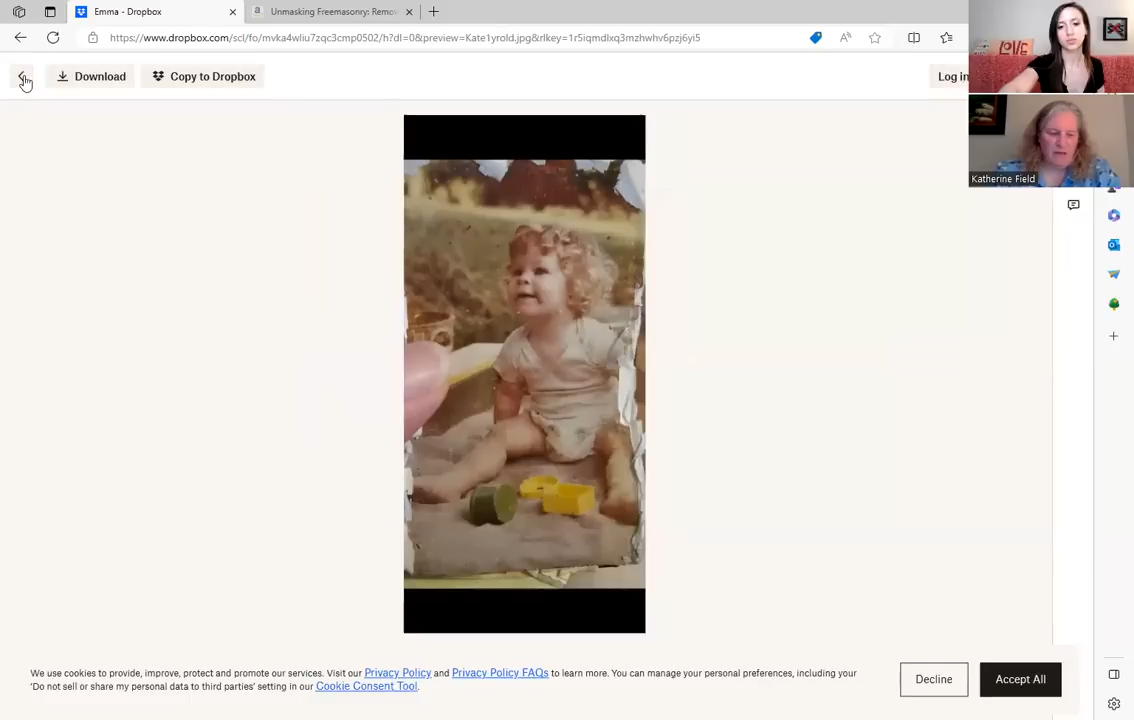 Emma - Dropbox
Unmasking Freemasonry: Remov
https://www.dropbox.com/scl/fo/mvka4wliu7zqc3cmp0502/h?dl=0&preview=Kate1yrold.jpg&rlkey=1r5iqmdlxq3mzhwhv6pzj6yi5
Download
Copy to Dropbox
Log in
LOVE
Katherine Field
We use cookies to provide, improve, protect and promote our services. Visit our Privacy Policy and Privacy Policy FAQs to learn more. You can manage your personal preferences, including your
'Do not sell or share my personal data to third parties' setting in our Cookie Consent Tool.
Decline
Accept All